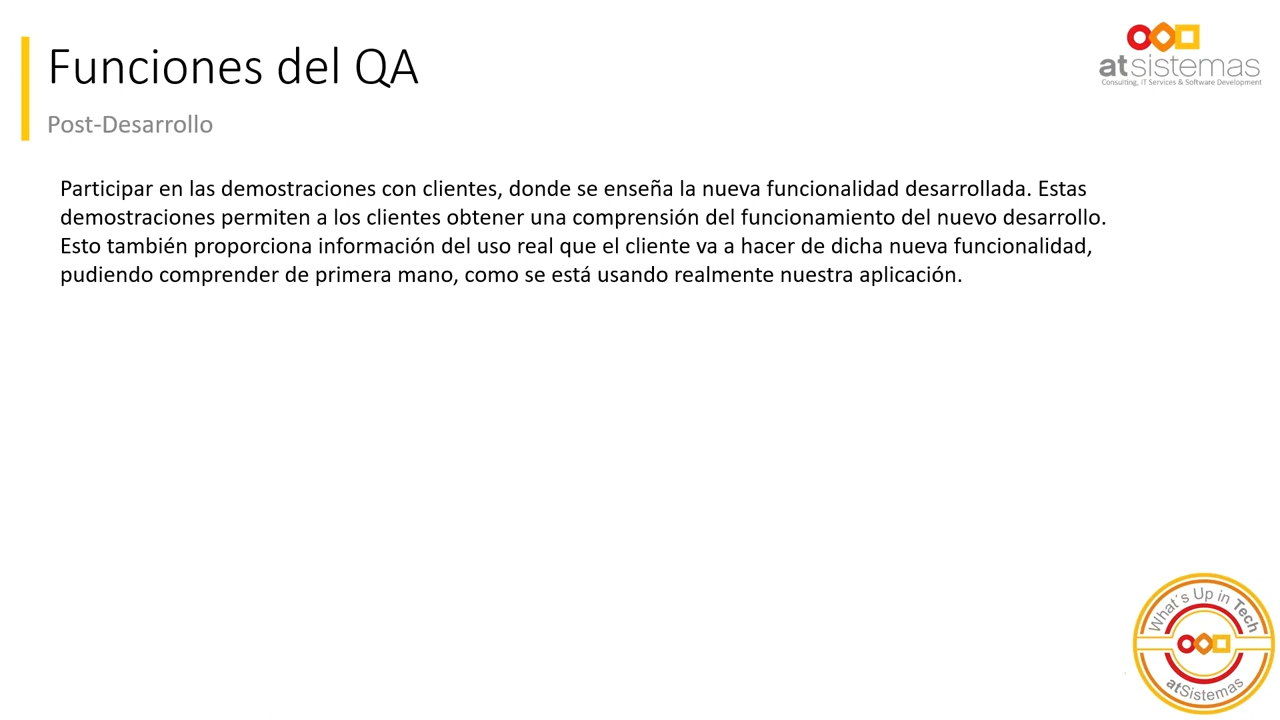 Funciones del QA
Post-Desarrollo
atsistemas
Consulting, IT Services & Software Development
Participar en las demostraciones con clientes, donde se enseña la nueva funcionalidad desarrollada. Estas
demostraciones permiten a los clientes obtener una comprensión del funcionamiento del nuevo desarrollo.
Esto también proporciona información del uso real que el cliente va a hacer de dicha nueva funcionalidad,
pudiendo comprender de primera mano, como se está usando realmente nuestra aplicación.
What´s Up in Tech
atSistemas